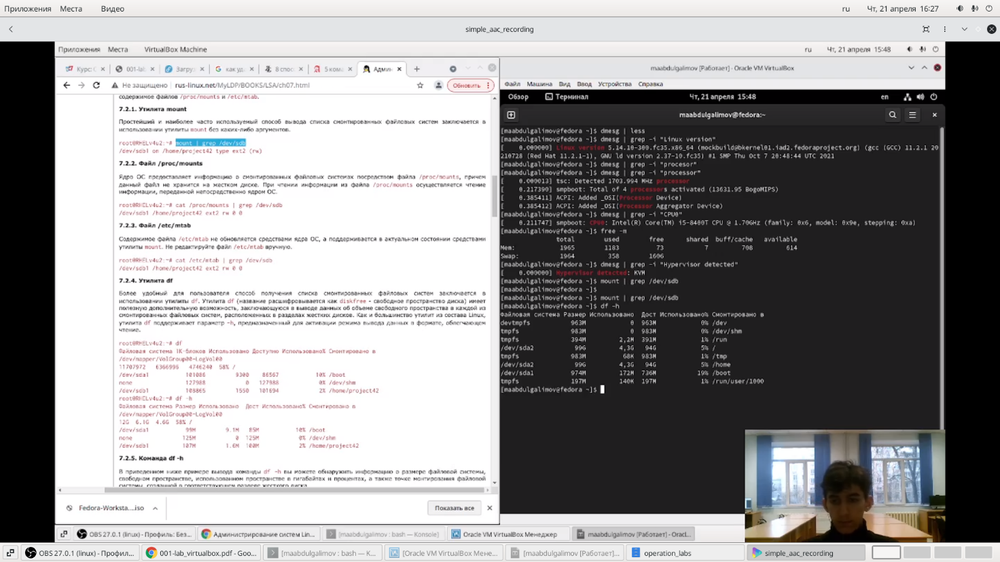 Приложения Места Видео ru Чт, 21 апреля 16:27
simple_aac_recording
Приложения Места VirtualBox Machine ru Чт, 21 апреля 15:48
Курс: С 001-lab Загру: как уд 8 спос 5 кома Админ
Не защищено rus-linux.net/MyLDP/BOOKS/LSA/ch07.html Обновить
содержимое файлов /proc/mounts и /etc/mtab.
7.2.1. Утилита mount
Простейший и наиболее часто используемый способ вывода списка смонтированных файловых систем заключается в
использовании утилиты mount без каких-либо аргументов.
root@RHELv4u2:~# mount | grep /dev/sdb
/dev/sdb1 on /home/project42 type ext2 (rw)
7.2.2. Файл /proc/mounts
Ядро ОС предоставляет информацию о смонтированных файловых системах посредством файла /proc/mounts, причем
данный файл не хранится на жестком диске. При чтении информации из файла /proc/mounts осуществляется чтение
информации, переданной непосредственно ядром ОС.
root@RHELv4u2:~# cat /proc/mounts | grep /dev/sdb
/dev/sdb1 /home/project42 ext2 rw 0 0
7.2.3. Файл /etc/mtab
Содержимое файла /etc/mtab не обновляется средствами ядра ОС, а поддерживается в актуальном состоянии средствами
утилиты mount. Не редактируйте файл /etc/mtab вручную.
root@RHELv4u2:~# cat /etc/mtab | grep /dev/sdb
/dev/sdb1 /home/project42 ext2 rw 0 0
7.2.4. Утилита df
Более удобный для пользователя способ получения списка смонтированных файловых систем заключается в
использовании утилиты df. Утилита df (название расшифровывается как diskfree - свободное пространство диска) имеет
полезную дополнительную возможность, заключающуюся в выводе данных об объеме свободного пространства в каждой из
смонтированных файловых систем, расположенных в разделах жестких дисков. Как и большинство утилит из состава Linux,
утилита df поддерживает параметр -h, предназначенный для активации режима вывода данных в формате, облегчающем
чтение.
root@RHELv4u2:~# df
Файловая система 1K-блоков Использовано Доступно Использовано% Смонтировано в
/dev/mapper/VolGroup00-LogVol00
11707972 6366996 4746240 58% /
/dev/sda1 101086 9300 86567 10% /boot
none 127988 0 127988 0% /dev/shm
/dev/sdb1 108865 1550 101694 2% /home/project42
root@RHELv4u2:~# df -h
Файловая система Размер Использовано Дост Использовано% Смонтировано в
/dev/mapper/VolGroup00-LogVol00
12G 6.1G 4.6G 58% /
/dev/sda1 99M 9.1M 85M 10% /boot
none 125M 0 125M 0% /dev/shm
/dev/sdb1 107M 1.6M 100M 2% /home/project42
7.2.5. Команда df -h
В приведенном ниже примере вывода команды df -h вы можете обнаружить информацию о размере файловой системы,
свободном пространстве, использованном пространстве в гигабайтах и процентах, а также точке монтирования файловой
системы, созданной в соответствующем разделе жесткого диска.
Fedora-Worksta....iso Показать все
maabdulgalimov [Работает] - Oracle VM VirtualBox
Файл Машина Вид Ввод Устройства Справка
Обзор Терминал Чт, 21 апреля 15:48 en
maabdulgalimov@fedora:~
[maabdulgalimov@fedora ~]$ dmesg | less
[maabdulgalimov@fedora ~]$ dmesg | grep -i "Linux version"
[ 0.000000] Linux version 5.14.10-300.fc35.x86_64 (mockbuild@bkernel01.iad2.fedoraproject.org) (gcc (GCC) 11.2.1 20
210728 (Red Hat 11.2.1-1), GNU ld version 2.37-10.fc35) #1 SMP Thu Oct 7 20:48:44 UTC 2021
[maabdulgalimov@fedora ~]$ dmesg | grep -i "procesor"
[maabdulgalimov@fedora ~]$ dmesg | grep -i "processor"
[ 0.000013] tsc: Detected 1703.994 MHz processor
[ 0.217390] smpboot: Total of 4 processors activated (13631.95 BogoMIPS)
[ 0.385411] ACPI: Added _OSI(Processor Device)
[ 0.385412] ACPI: Added _OSI(Processor Aggregator Device)
[maabdulgalimov@fedora ~]$ dmesg | grep -i "CPU0"
[ 0.211747] smpboot: CPU0: Intel(R) Core(TM) i5-8400T CPU @ 1.70GHz (family: 0x6, model: 0x9e, stepping: 0xa)
[maabdulgalimov@fedora ~]$ free -m
total used free shared buff/cache available
Mem: 1965 1183 73 7 708 614
Swap: 1964 358 1606
[maabdulgalimov@fedora ~]$ dmesg | grep -i "Hypervisor detected"
[ 0.000000] Hypervisor detected: KVM
[maabdulgalimov@fedora ~]$ mount | grep /dev/sdb
[maabdulgalimov@fedora ~]$
[maabdulgalimov@fedora ~]$ mount | grep /dev/sdb
[maabdulgalimov@fedora ~]$ df -h
Файловая система Размер Использовано Дост Использовано% Смонтировано в
devtmpfs 963M 0 963M 0% /dev
tmpfs 983M 0 983M 0% /dev/shm
tmpfs 394M 2,2M 391M 1% /run
/dev/sda2 99G 4,3G 94G 5% /
tmpfs 983M 68K 983M 1% /tmp
/dev/sda2 99G 4,3G 94G 5% /home
/dev/sda1 974M 172M 736M 19% /boot
tmpfs 197M 140K 197M 1% /run/user/1000
[maabdulgalimov@fedora ~]$
OBS 27.0.1 (linux) - Профиль: Без... Администрирование систем Lin... [maabdulgalimov : bash — Konsole] Oracle VM VirtualBox Менеджер maabdulgalimov [Работает] - Oracl...
OBS 27.0.1 (linux) - Профил... 001-lab_virtualbox.pdf - Goo... [maabdulgalimov : bash — K... [Oracle VM VirtualBox Мене... [maabdulgalimov [Работает]... operation_labs simple_aac_recording